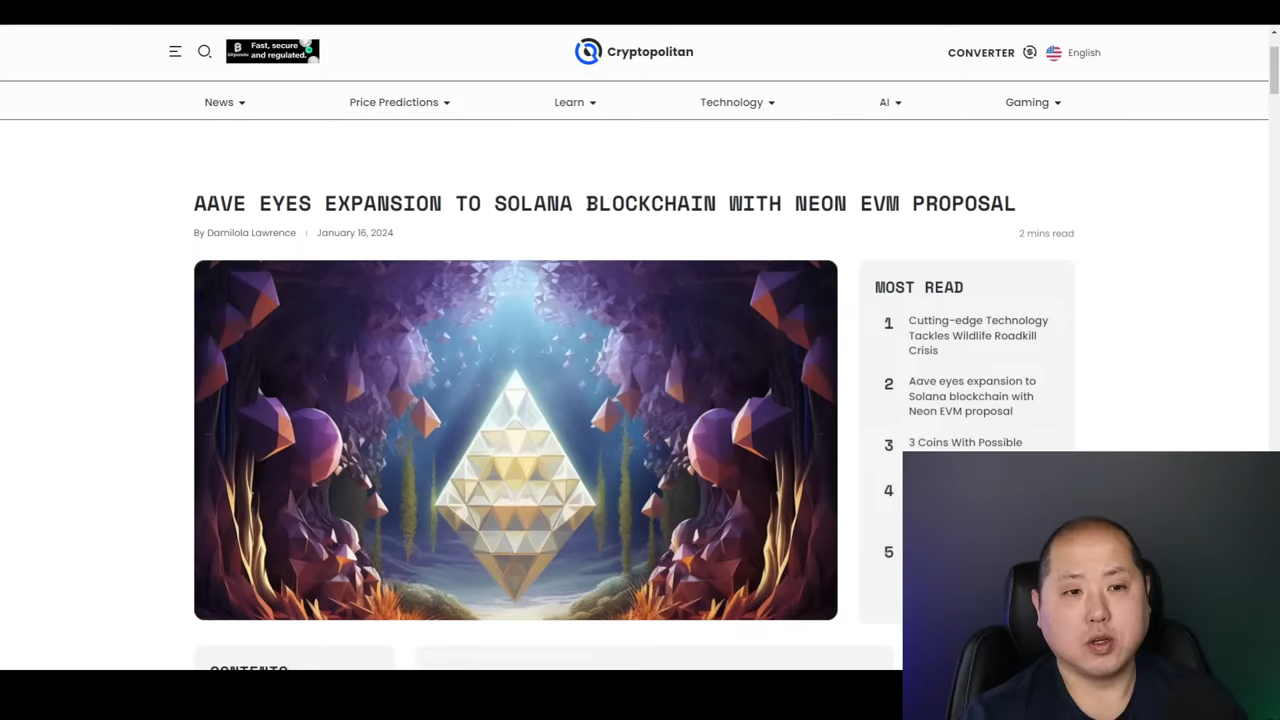 bitpanda
Fast, secure
and regulated.
Cryptopolitan
CONVERTER
English
News
Price Predictions
Learn
Technology
AI
Gaming
AAVE EYES EXPANSION TO SOLANA BLOCKCHAIN WITH NEON EVM PROPOSAL
By Damilola Lawrence
January 16, 2024
2 mins read
MOST READ
1
Cutting-edge Technology
Tackles Wildlife Roadkill
Crisis
2
Aave eyes expansion to
Solana blockchain with
Neon EVM proposal
3
3 Coins With Possible
4
5
CONTENTS